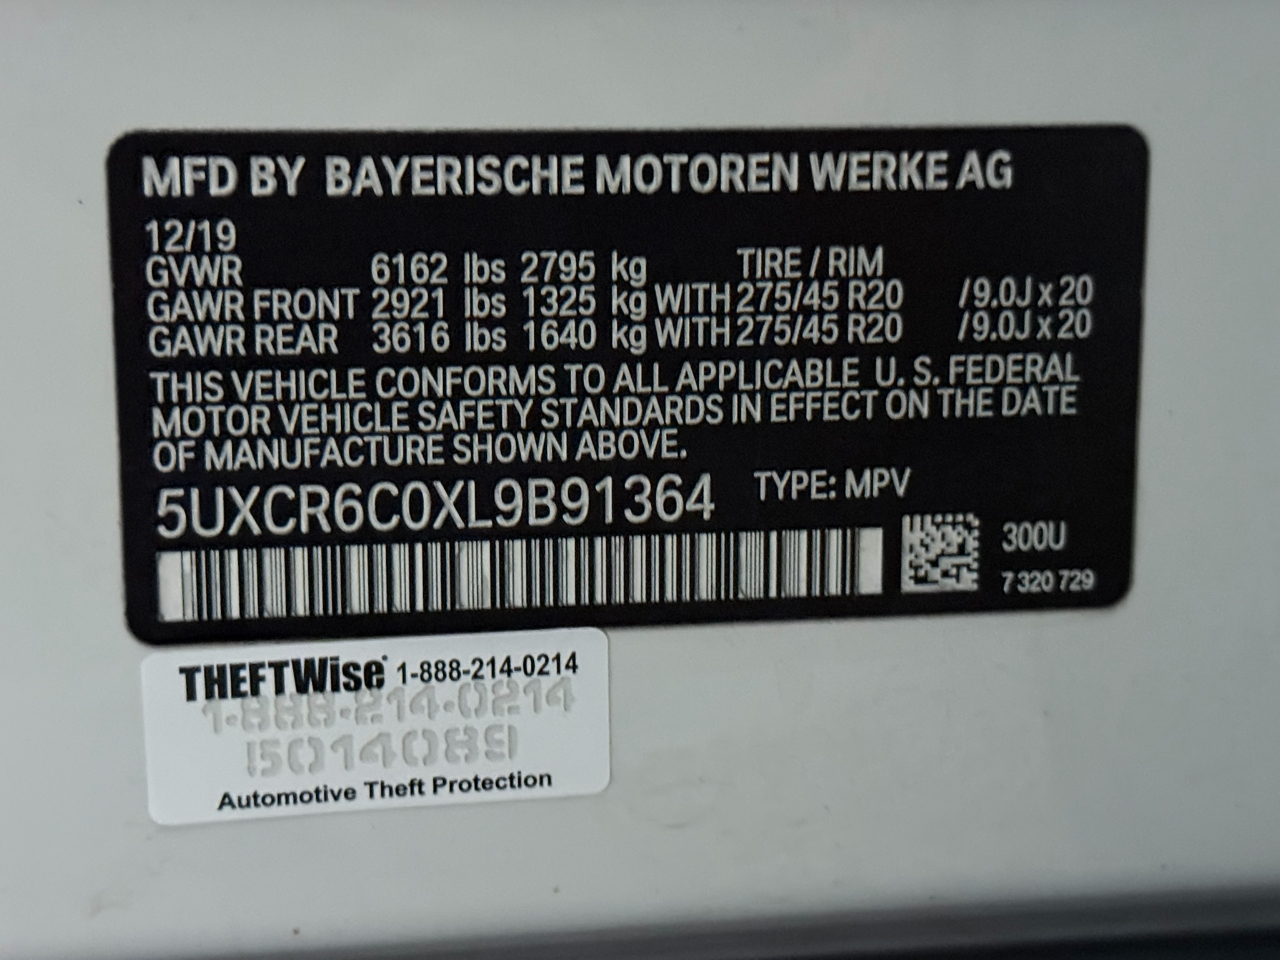 MFD BY BAYERISCHE MOTOREN WERKE AG
12/19
GVWR 6162 lbs 2795 kg TIRE / RIM
GAWR FRONT 2921 lbs 1325 kg WITH 275/45 R20 /9.0J x 20
GAWR REAR 3616 lbs 1640 kg WITH 275/45 R20 /9.0J x 20
THIS VEHICLE CONFORMS TO ALL APPLICABLE U. S. FEDERAL
MOTOR VEHICLE SAFETY STANDARDS IN EFFECT ON THE DATE
OF MANUFACTURE SHOWN ABOVE.
5UXCR6C0XL9B91364 TYPE: MPV
300U
7 320 729
THEFTWise 1-888-214-0214
1-888-214-0214
15014089
Automotive Theft Protection